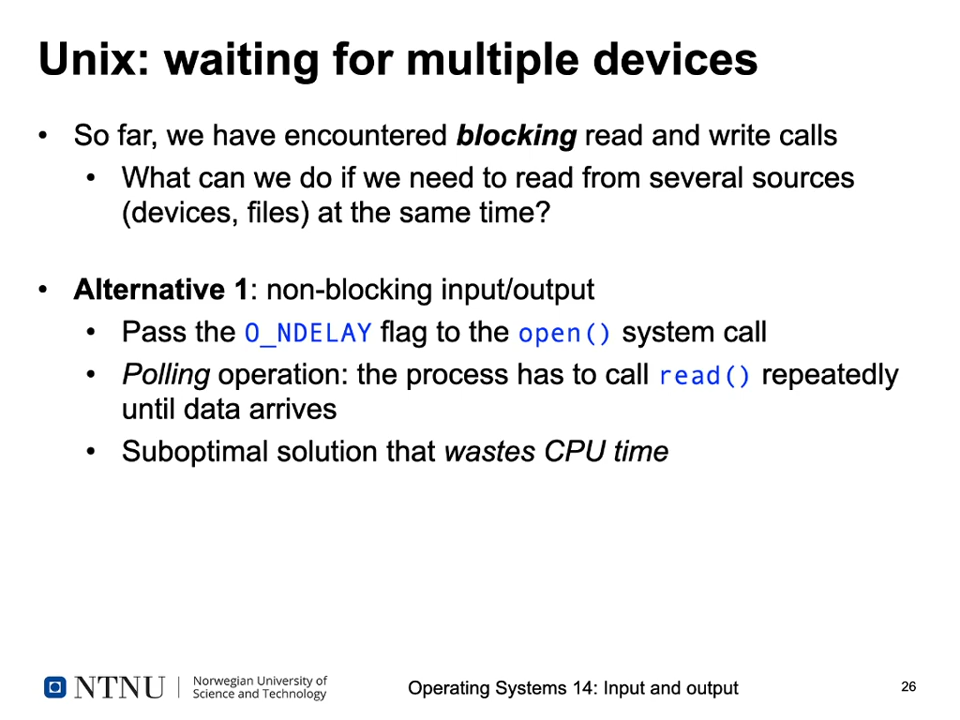 Unix: waiting for multiple devices
• So far, we have encountered blocking read and write calls
• What can we do if we need to read from several sources
(devices, files) at the same time?
• Alternative 1: non-blocking input/output
• Pass the O_NDELAY flag to the open() system call
• Polling operation: the process has to call read() repeatedly
until data arrives
• Suboptimal solution that wastes CPU time
NTNU
Norwegian University of
Science and Technology
Operating Systems 14: Input and output
26